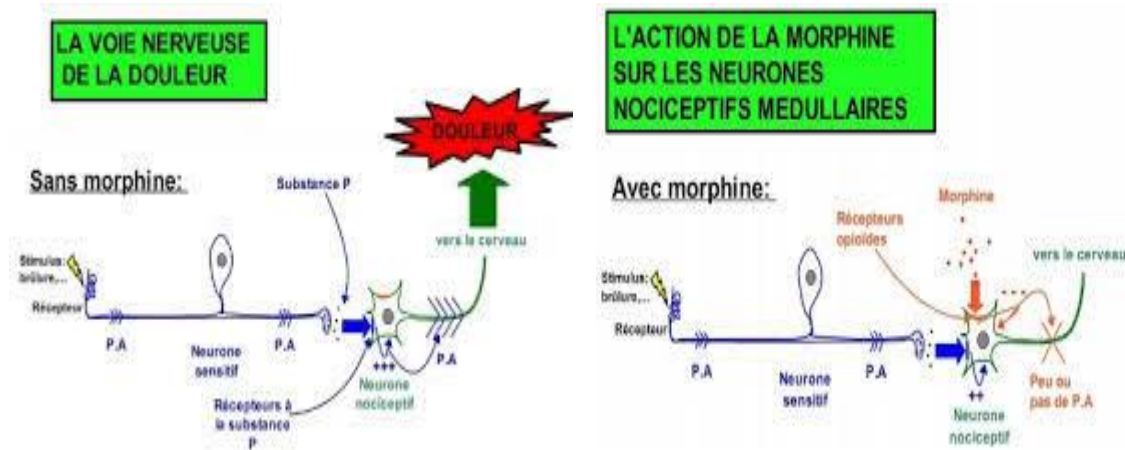 LA VOIE NERVEUSE
DE LA DOULEUR
DOULEUR
Sans morphine:
Substance P
vers le cerveau
Stimulus:
brûlure,...
Récepteur
P.A
P.A
P.A
Neurone
sensitif
+++
Neurone
nociceptif
Récepteurs à
la substance
P
L'ACTION DE LA MORPHINE
SUR LES NEURONES
NOCICEPTIFS MEDULLAIRES
Avec morphine:
Morphine
Récepteurs
opioïdes
vers le cerveau
Stimulus:
brûlure,...
Récepteur
----
P.A
P.A
Neurone
sensitif
++
Neurone
nociceptif
Peu ou
pas de P.A